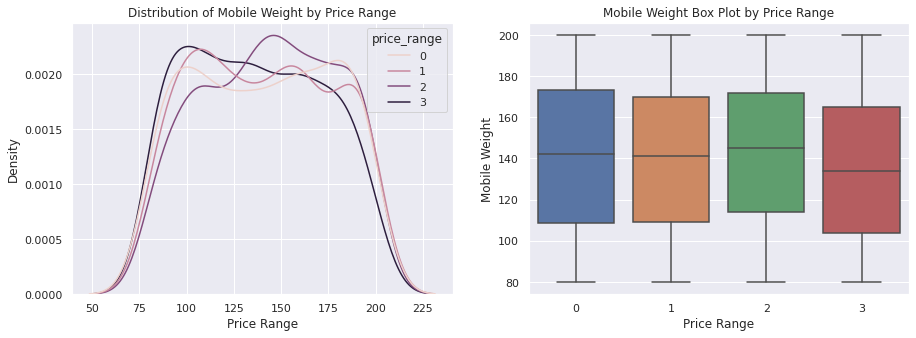 Distribution of Mobile Weight by Price Range
Density
0.0020
0.0015
0.0010
0.0005
0.0000
price_range
0
1
2
3
50 75 100 125 150 175 200 225
Price Range
Mobile Weight Box Plot by Price Range
Mobile Weight
200
180
160
140
120
100
80
0 1 2 3
Price Range